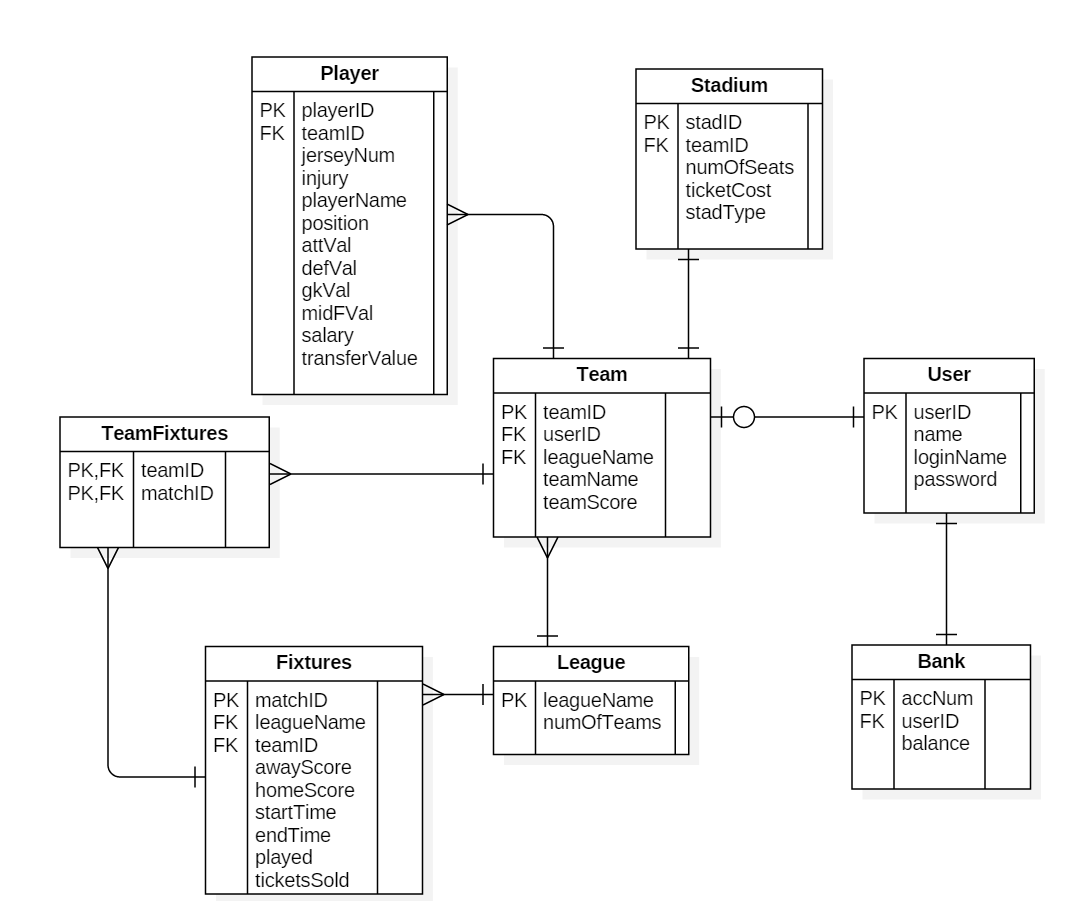 Player
PK playerID
FK teamID
jerseyNum
injury
playerName
position
attVal
defVal
gkVal
midFVal
salary
transferValue
Stadium
PK stadID
FK teamID
numOfSeats
ticketCost
stadType
Team
PK teamID
FK userID
FK leagueName
teamName
teamScore
User
PK userID
name
loginName
password
TeamFixtures
PK,FK teamID
PK,FK matchID
Fixtures
PK matchID
FK leagueName
FK teamID
awayScore
homeScore
startTime
endTime
played
ticketsSold
League
PK leagueName
numOfTeams
Bank
PK accNum
FK userID
balance